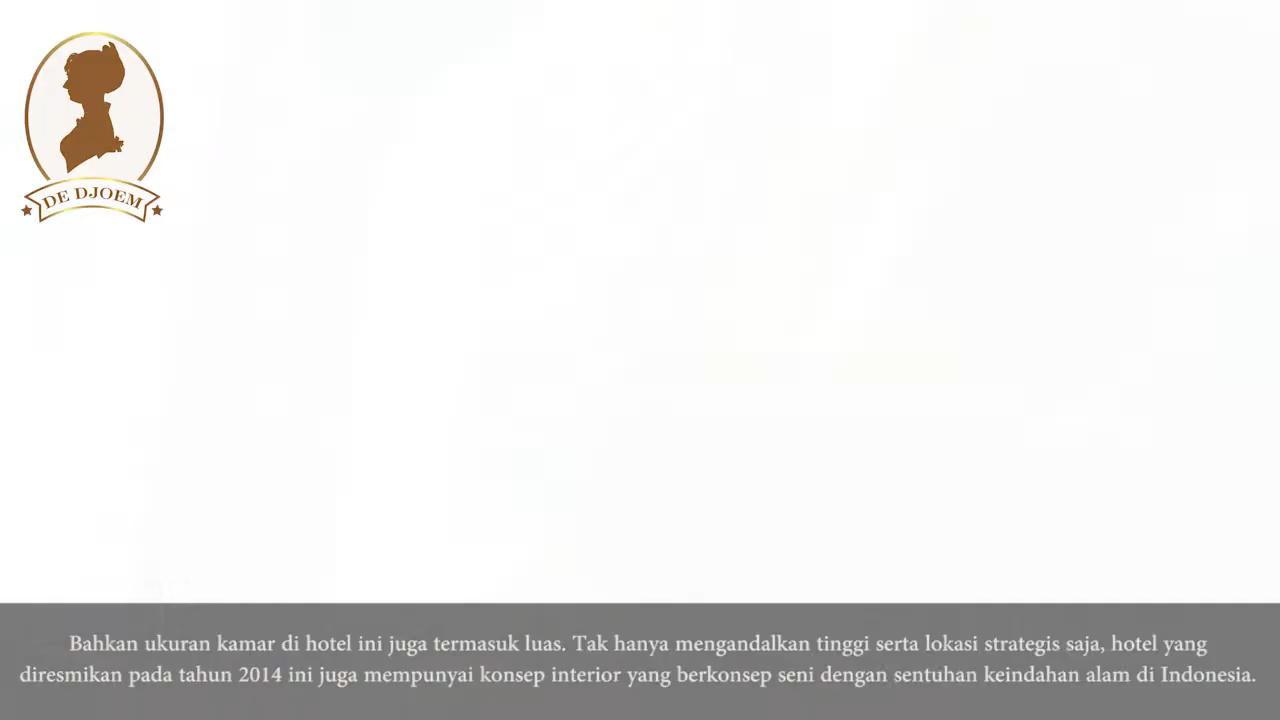 DE DJOEM
Bahkan ukuran kamar di hotel ini juga termasuk luas. Tak hanya mengandalkan tinggi serta lokasi strategis saja, hotel yang
diresmikan pada tahun 2014 ini juga mempunyai konsep interior yang berkonsep seni dengan sentuhan keindahan alam di Indonesia.